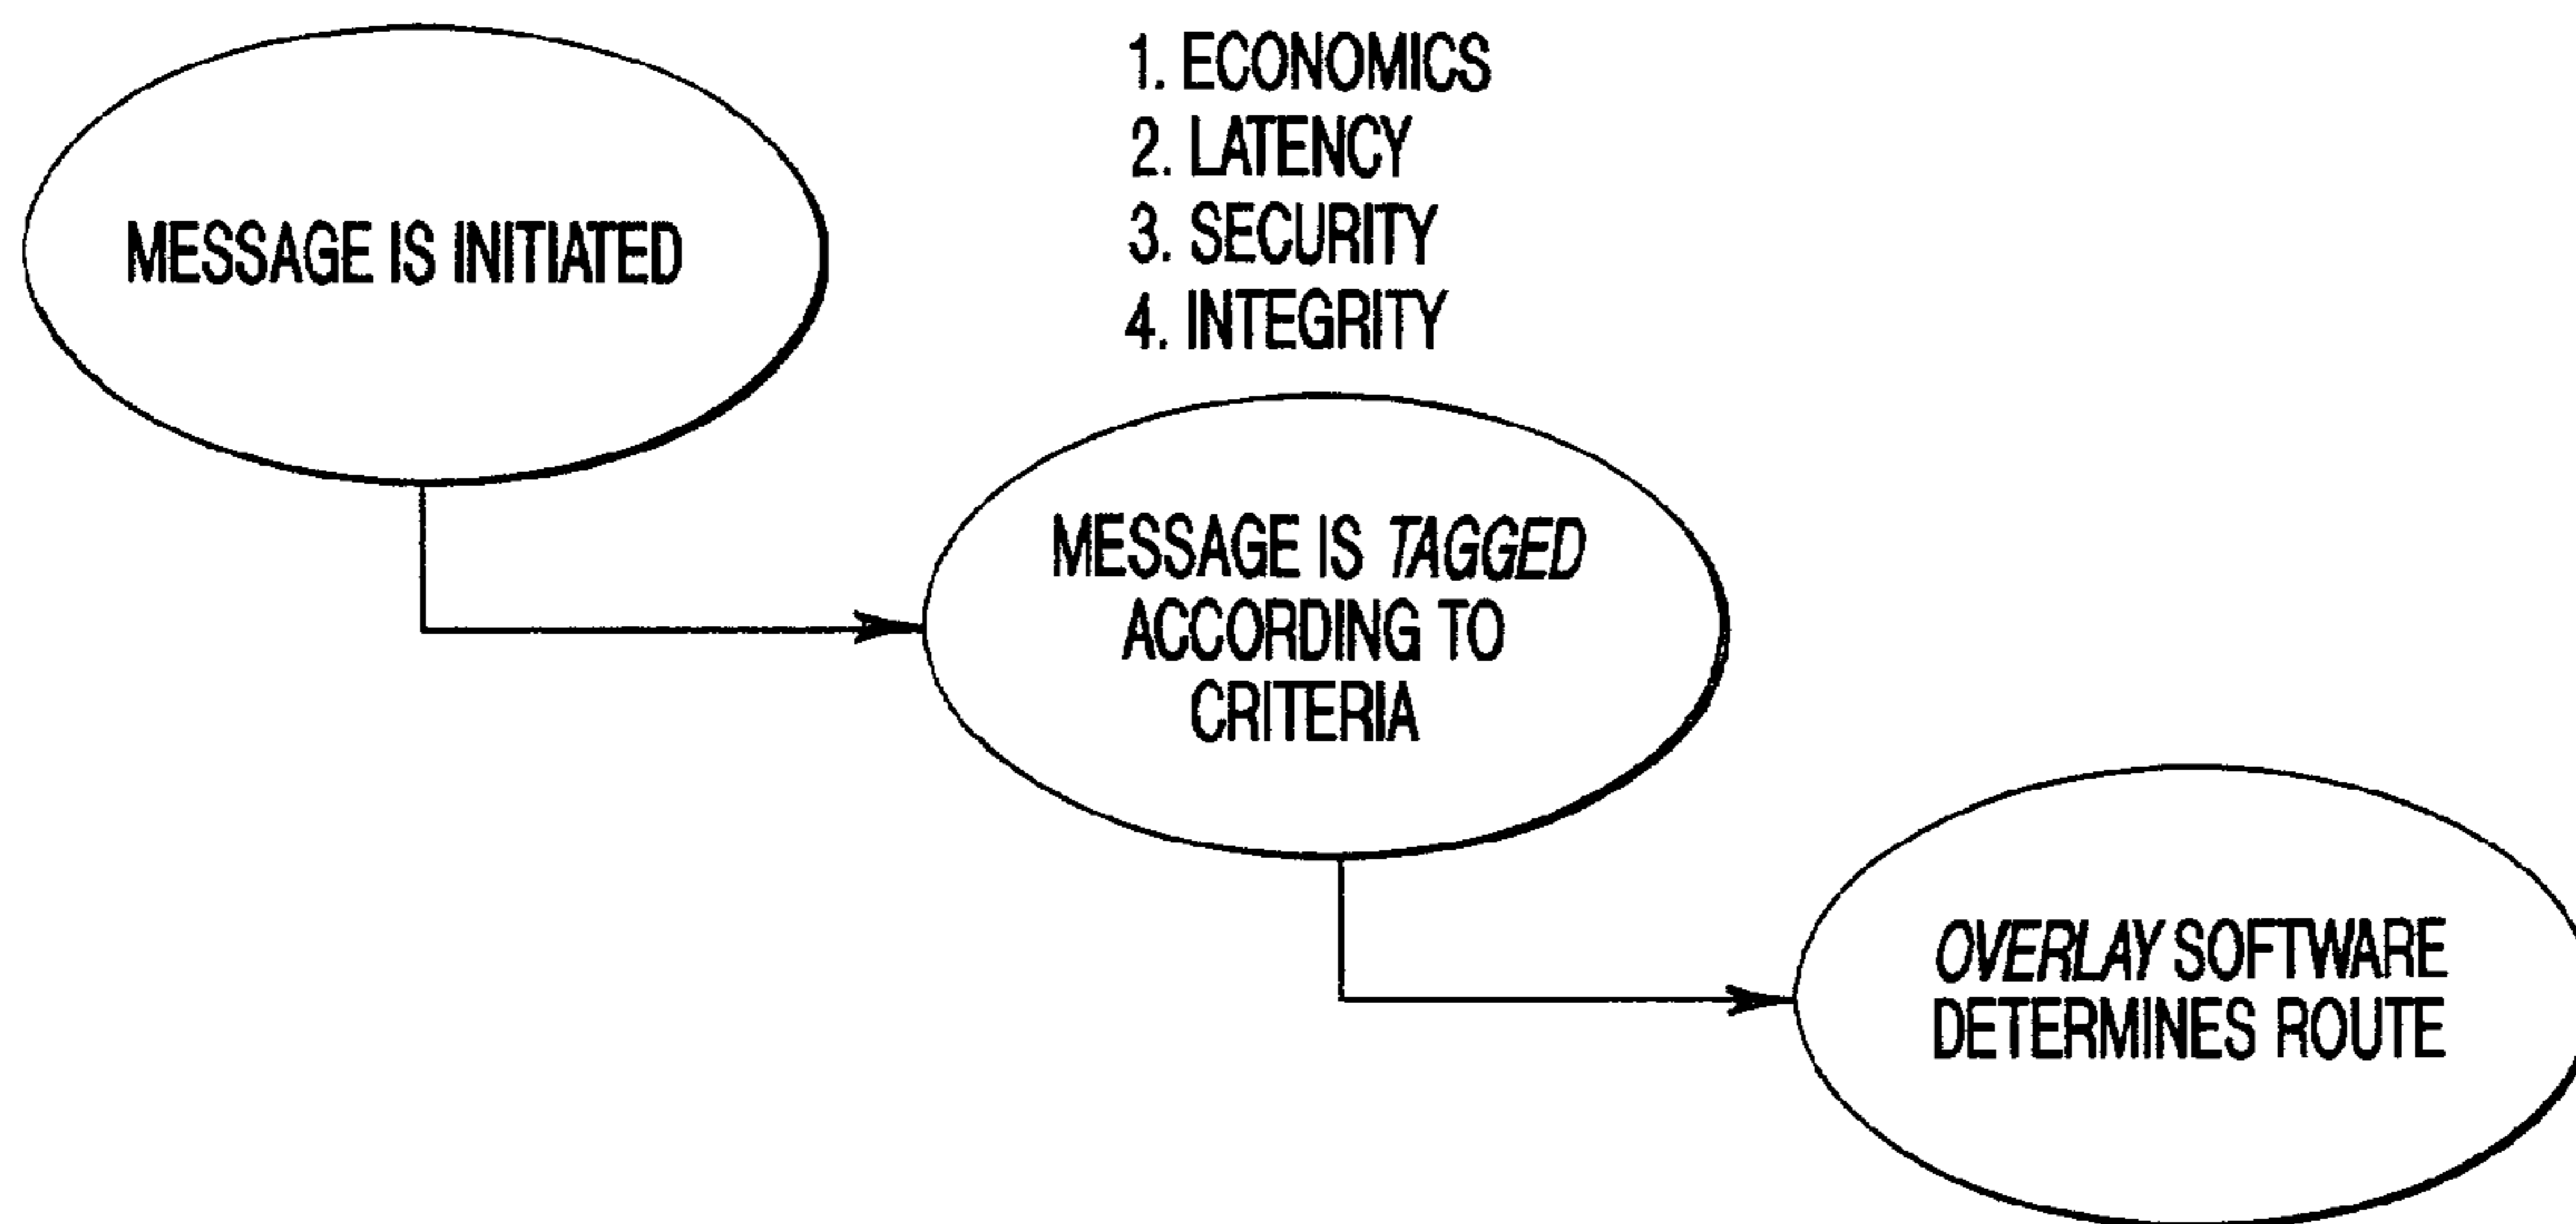 MESSAGE IS INITIATED
1. ECONOMICS
2. LATENCY
3. SECURITY
4. INTEGRITY
MESSAGE IS TAGGED
ACCORDING TO
CRITERIA
OVERLAY SOFTWARE
DETERMINES ROUTE